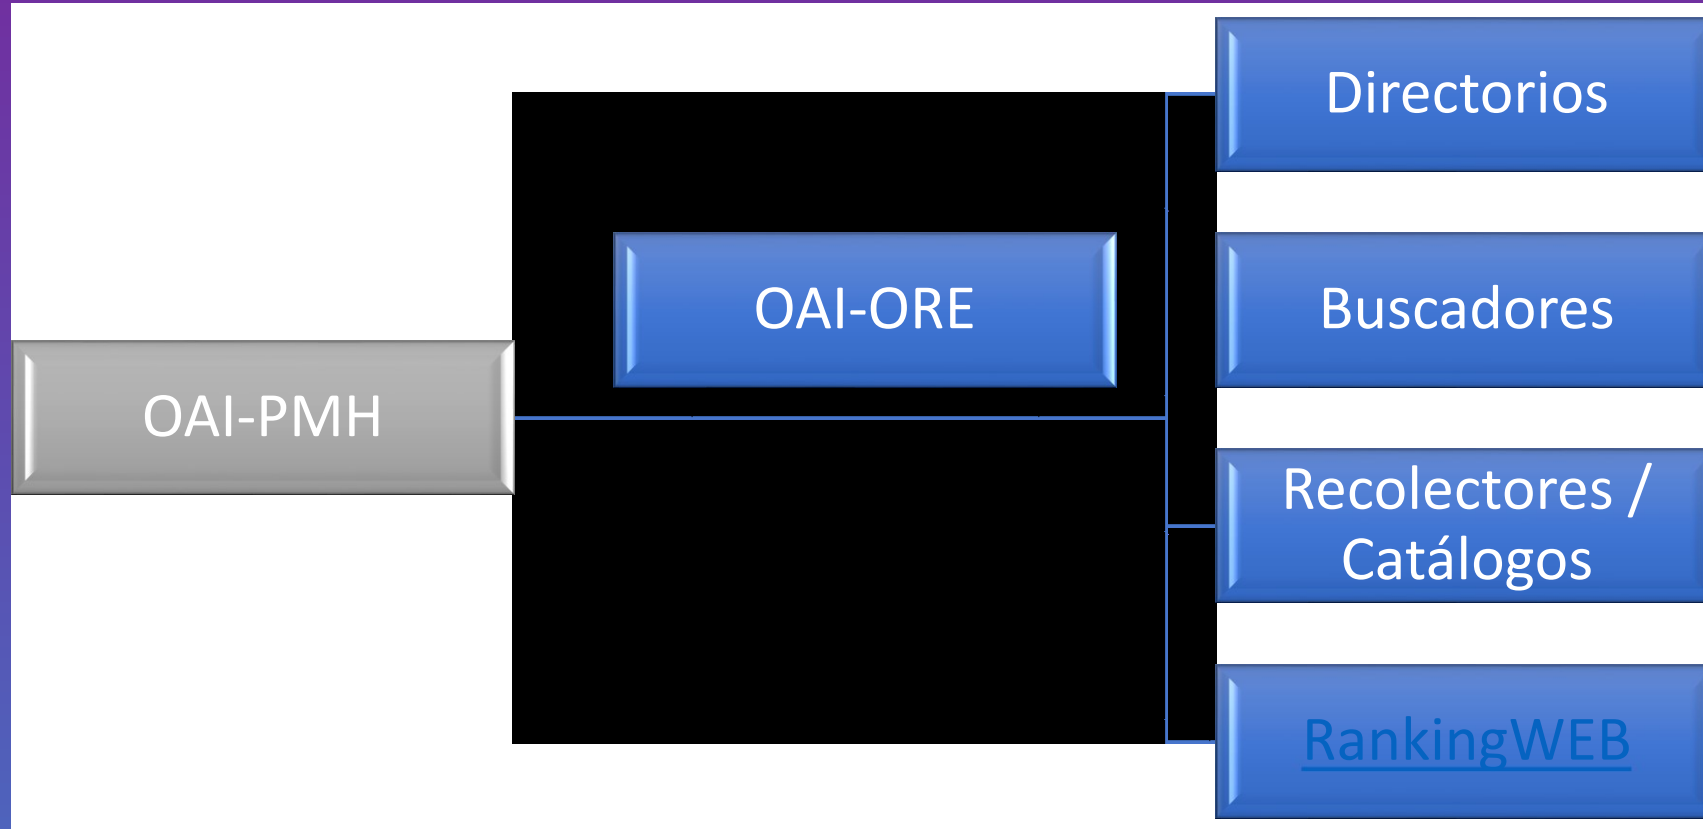 OAI-PMH
OAI-ORE
Directorios
Buscadores
Recolectores /
Catálogos
RankingWEB